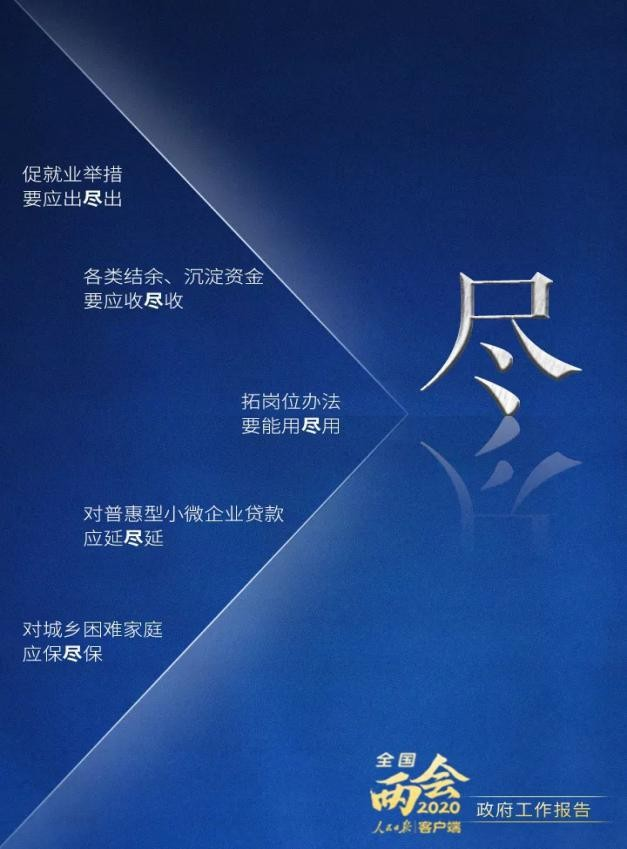 促就业举措
要应出尽出
各类结余、沉淀资金
要应收尽收
尽
拓岗位办法
要能用尽用
对普惠型小微企业贷款
应延尽延
对城乡困难家庭
应保尽保
全国
两会
2020
人民日报 客户端
政府工作报告